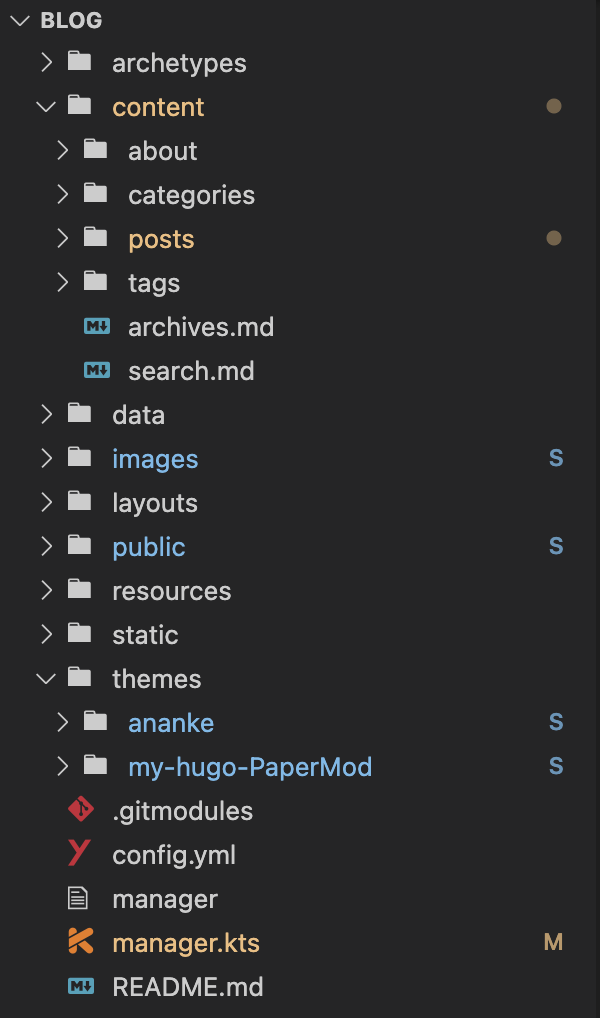 BLOG
archetypes
content
about
categories
posts
tags
archives.md
search.md
data
images S
layouts
public S
resources
static
themes
ananke S
my-hugo-PaperMod S
.gitmodules
config.yml
manager
manager.kts M
README.md